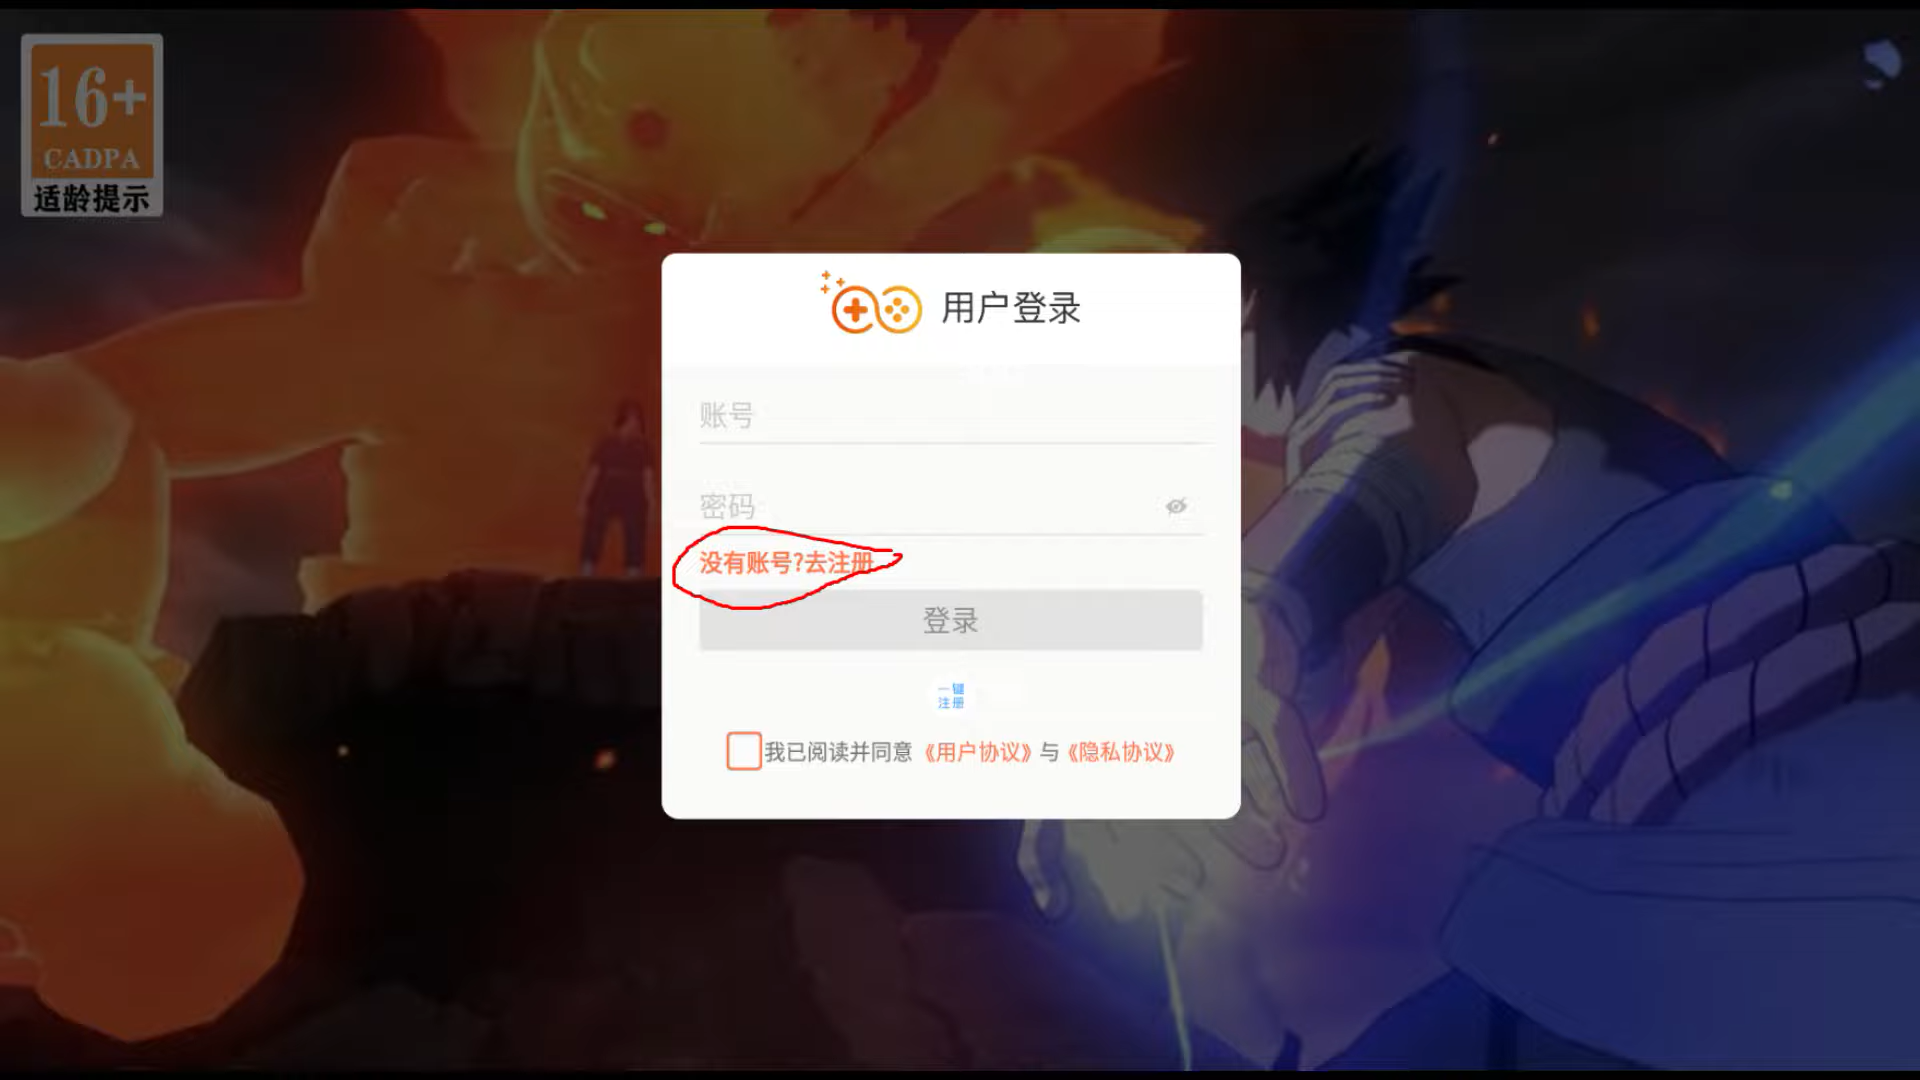 16+
CADPA
适龄提示
用户登录
账号
密码
没有账号?去注册
登录
一键
注册
我已阅读并同意《用户协议》与《隐私协议》